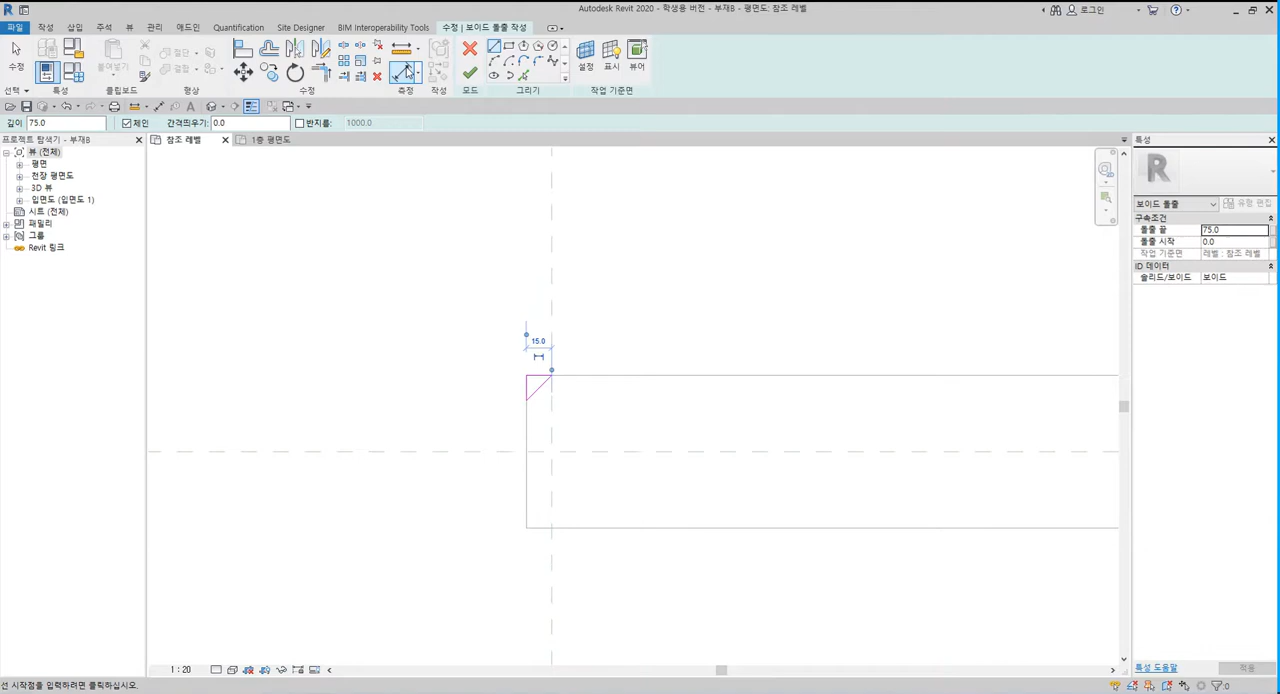 Autodesk Revit 2020 - 학생용 버전 - 부재B - 평면도: 참조 레벨
로그인
파일 작성 삽입 주석 뷰 관리 애드인 Quantification Site Designer BIM Interoperability Tools 수정 | 보이드 돌출 작성
수정 붙여넣기 절단 결합 설정 표시 뷰어
선택 특성 클립보드 형상 수정 측정 작성 모드 그리기 작업 기준면
깊이 75.0 체인 간격띄우기: 0.0 반지름: 1000.0
프로젝트 탐색기 - 부재B
참조 레벨 1층 평면도
특성
뷰 (전체)
평면
천장 평면도
3D 뷰
입면도 (입면도 1)
시트 (전체)
패밀리
그룹
Revit 링크
보이드 돌출 유형 편집
구속조건
돌출 끝 75.0
돌출 시작 0.0
작업 기준면 레벨 : 참조 레벨
ID 데이터
솔리드/보이드 보이드
15.0
1 : 20
특성 도움말 적용
선 시작점을 입력하려면 클릭하십시오.
:0